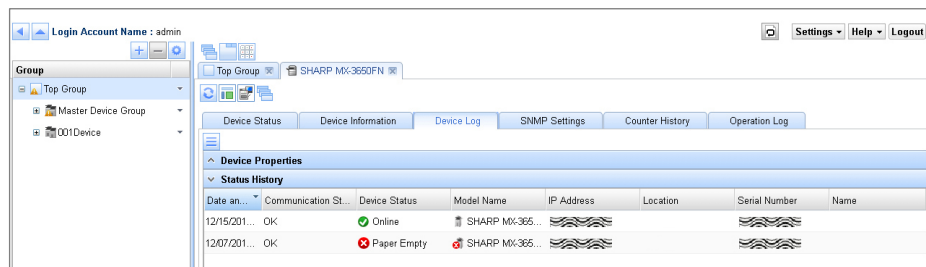 Login Account Name : admin
Settings Help Logout
Group
Top Group SHARP MX-3650FN
Top Group
Master Device Group
001Device
Device Status Device Information Device Log SNMP Settings Counter History Operation Log
Device Properties
Status History
Date an... Communication St... Device Status Model Name IP Address Location Serial Number Name
12/15/201... OK Online SHARP MX-365...
12/07/201... OK Paper Empty SHARP MX-365...